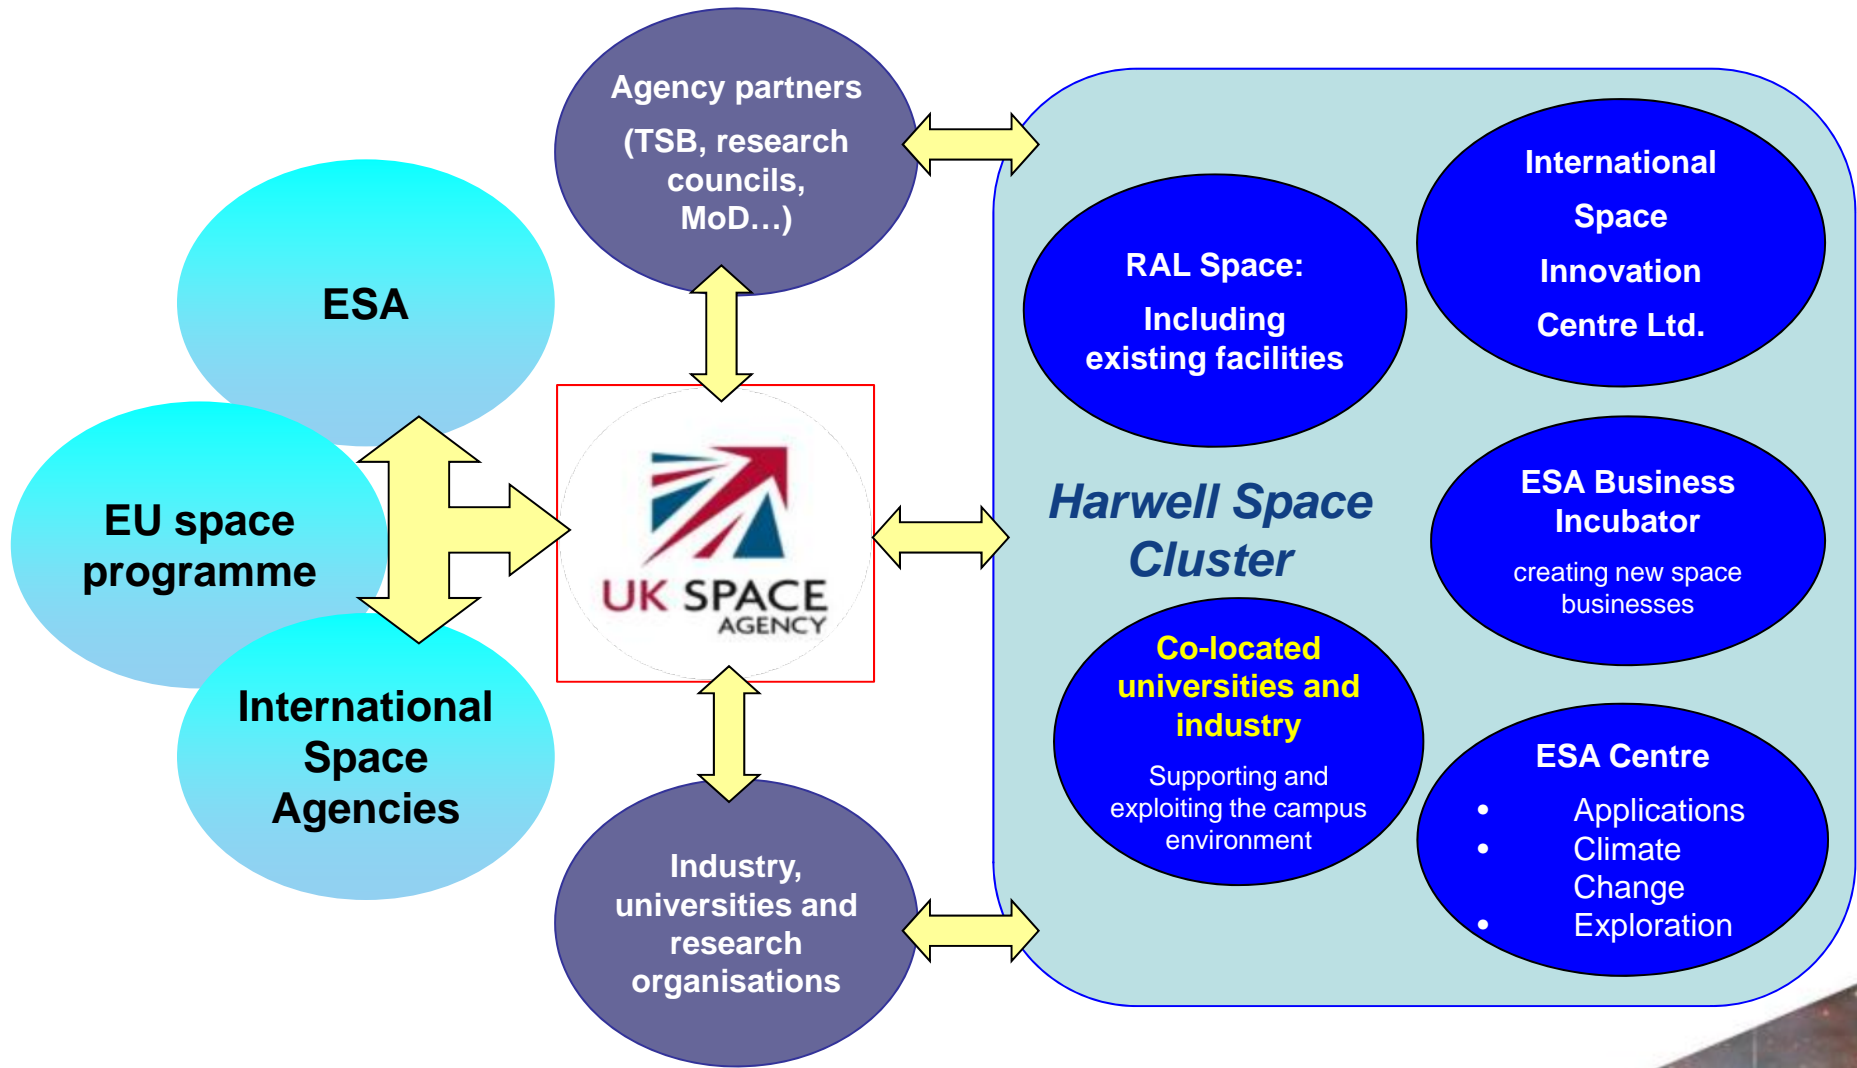 Agency partners
(TSB, research
councils,
MoD…)
ESA
EU space
programme
International
Space
Agencies
UK SPACE
AGENCY
Industry,
universities and
research
organisations
Harwell Space
Cluster
RAL Space:
Including
existing facilities
International
Space
Innovation
Centre Ltd.
ESA Business
Incubator
creating new space
businesses
Co-located
universities and
industry
Supporting and
exploiting the campus
environment
ESA Centre
• Applications
• Climate
Change
• Exploration